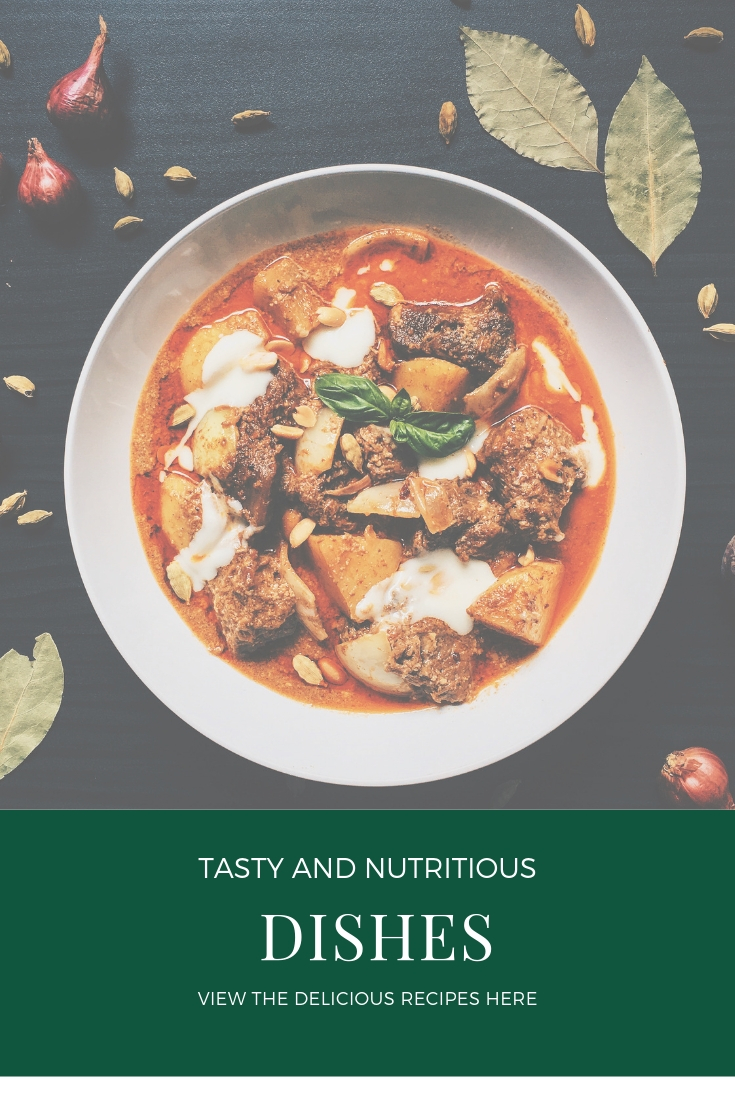 TASTY AND NUTRITIOUS
DISHES
VIEW THE DELICIOUS RECIPES HERE